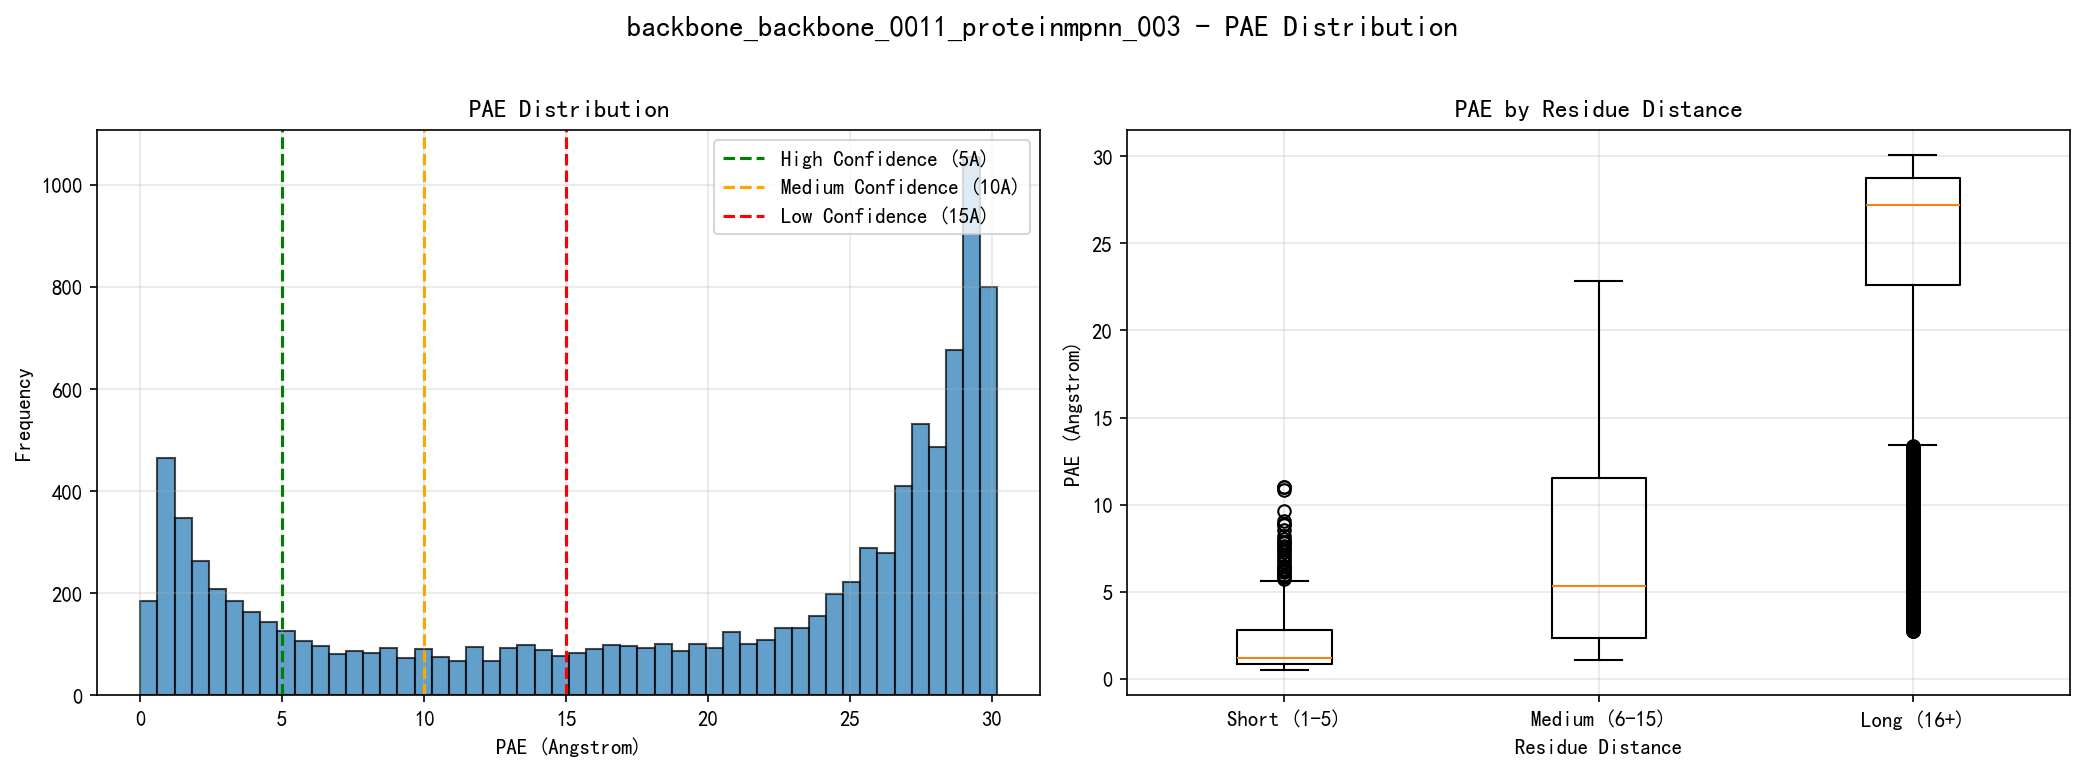 backbone_backbone_0011_proteinmpnn_003 - PAE Distribution
PAE Distribution
High Confidence (5A)
Medium Confidence (10A)
Low Confidence (15A)
1000
800
600
400
200
0
Frequency
0 5 10 15 20 25 30
PAE (Angstrom)
PAE by Residue Distance
30
25
20
15
10
5
0
PAE (Angstrom)
Short (1-5) Medium (6-15) Long (16+)
Residue Distance